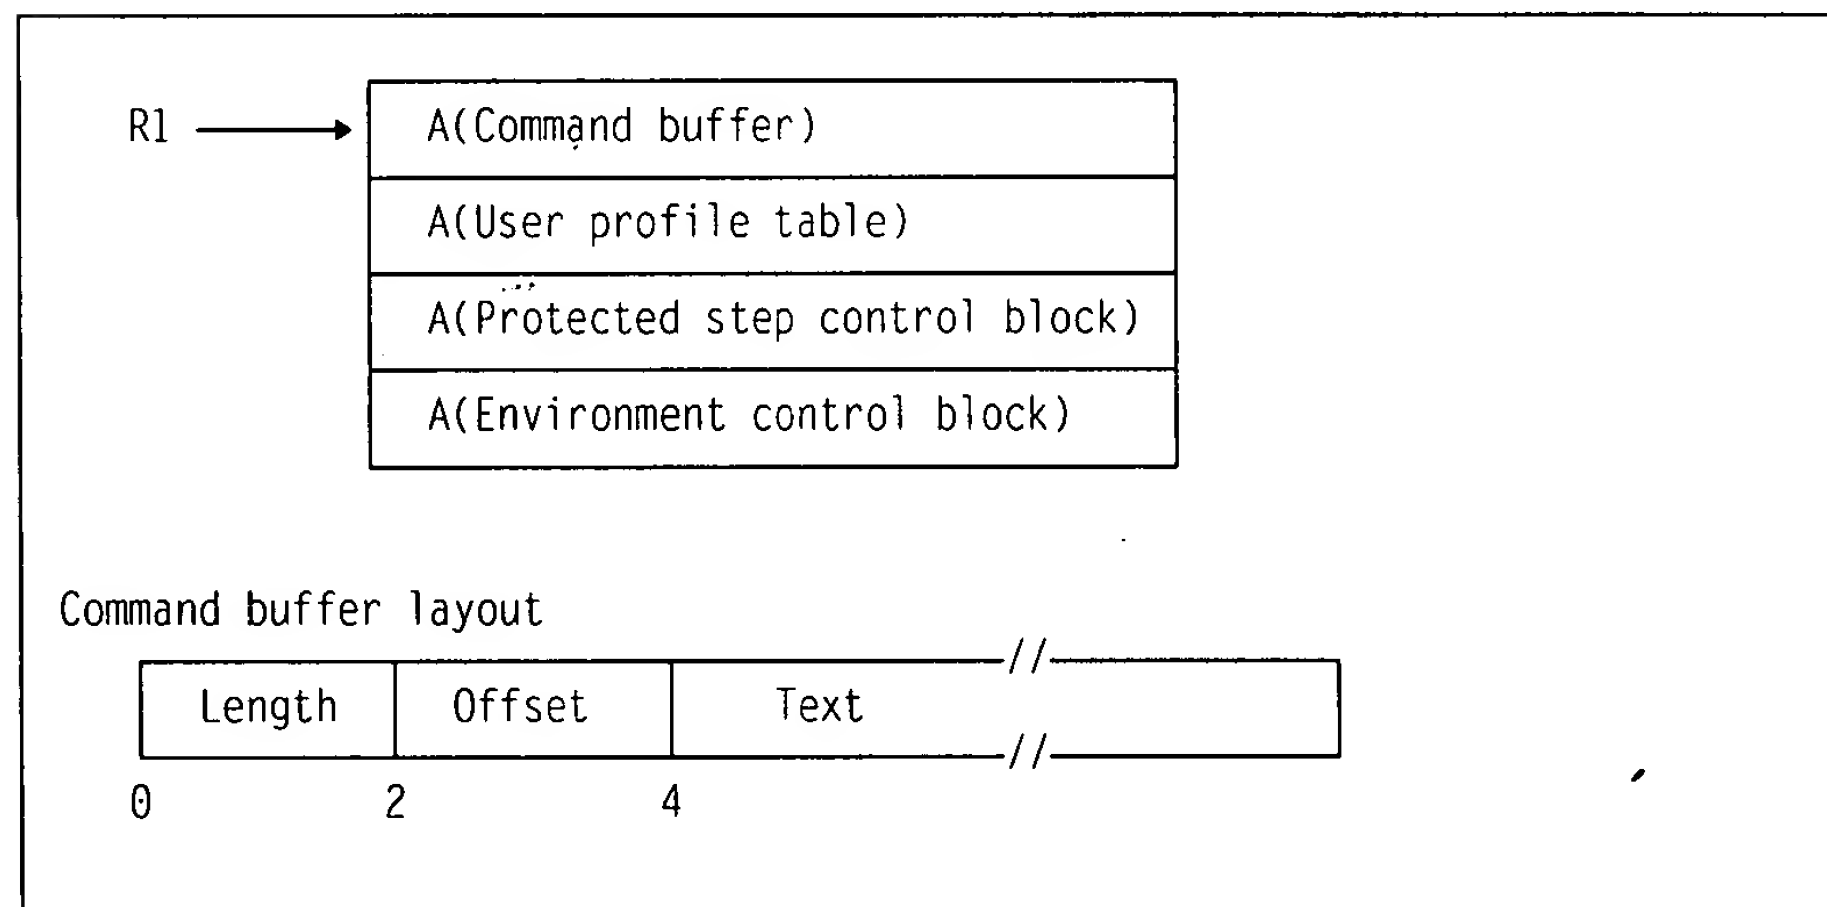 R1 A(Command buffer)
A(User profile table)
A(Protected step control block)
A(Environment control block)
Command buffer layout
Length Offset Text
0 2 4